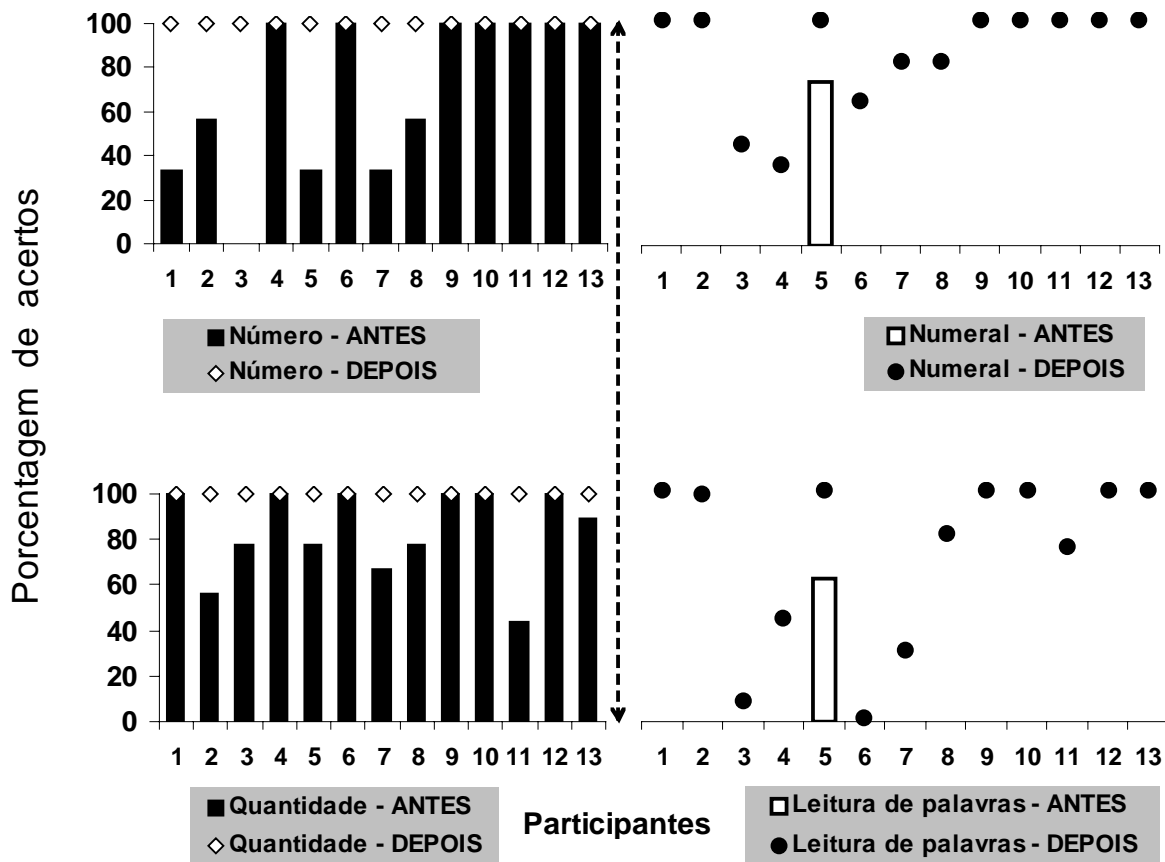 Porcentagem de acertos
100
80
60
40
20
0
1 2 3 4 5 6 7 8 9 10 11 12 13
Número - ANTES
Número - DEPOIS
1 2 3 4 5 6 7 8 9 10 11 12 13
Numeral - ANTES
Numeral - DEPOIS
100
80
60
40
20
0
1 2 3 4 5 6 7 8 9 10 11 12 13
Quantidade - ANTES
Quantidade - DEPOIS
Participantes
1 2 3 4 5 6 7 8 9 10 11 12 13
Leitura de palavras - ANTES
Leitura de palavras - DEPOIS